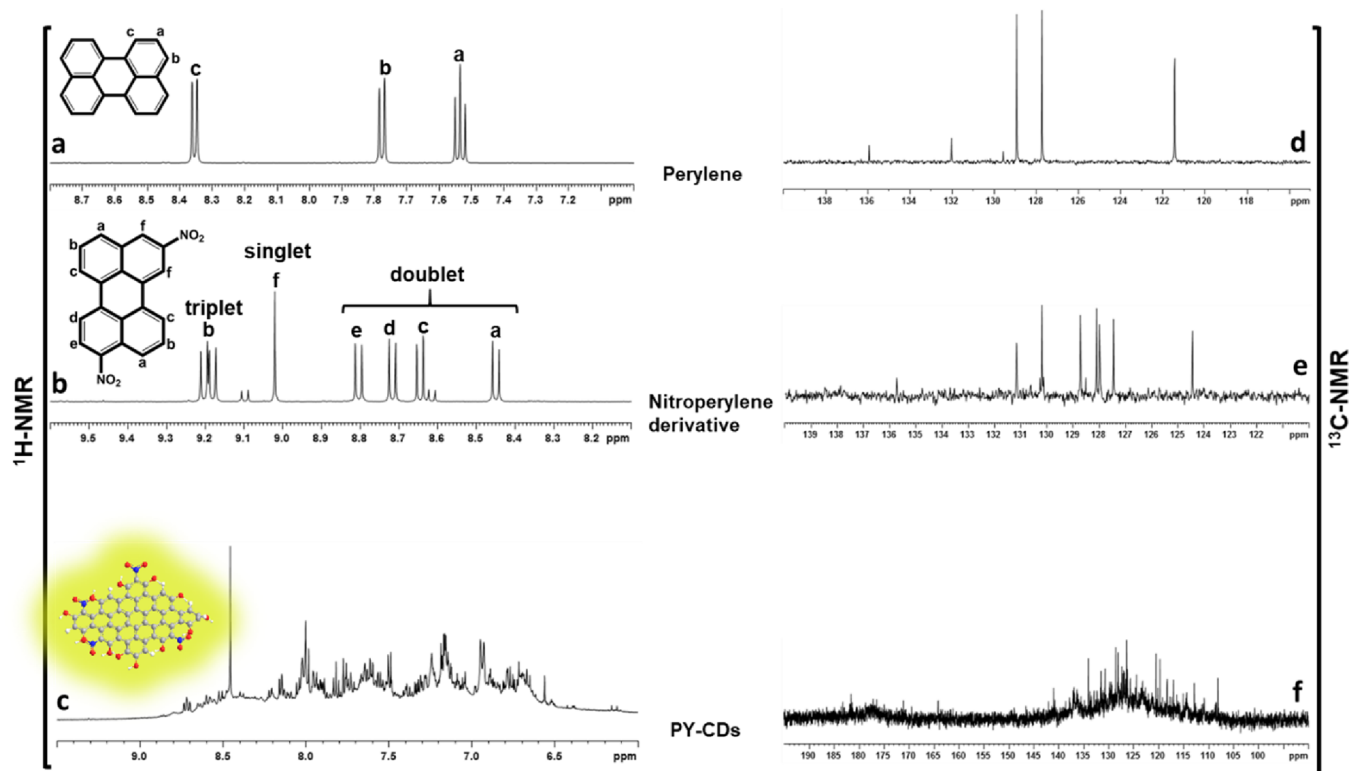 ¹H-NMR
c a
b
c
b
a
a
8.7 8.6 8.5 8.4 8.3 8.2 8.1 8.0 7.9 7.8 7.7 7.6 7.5 7.4 7.3 7.2 ppm
Perylene
d
138 136 134 132 130 128 126 124 122 120 118 ppm
a f
NO₂
b
c f
d c
e b
a
NO₂
b
triplet
b
singlet
f
doublet
e d c a
9.5 9.4 9.3 9.2 9.1 9.0 8.9 8.8 8.7 8.6 8.5 8.4 8.3 8.2 ppm
Nitroperylene
derivative
e
139 138 137 136 135 134 133 132 131 130 129 128 127 126 125 124 123 122 ppm
c
9.0 8.5 8.0 7.5 7.0 6.5 ppm
PY-CDs
f
190 185 180 175 170 165 160 155 150 145 140 135 130 125 120 115 110 105 100 ppm
¹³C-NMR